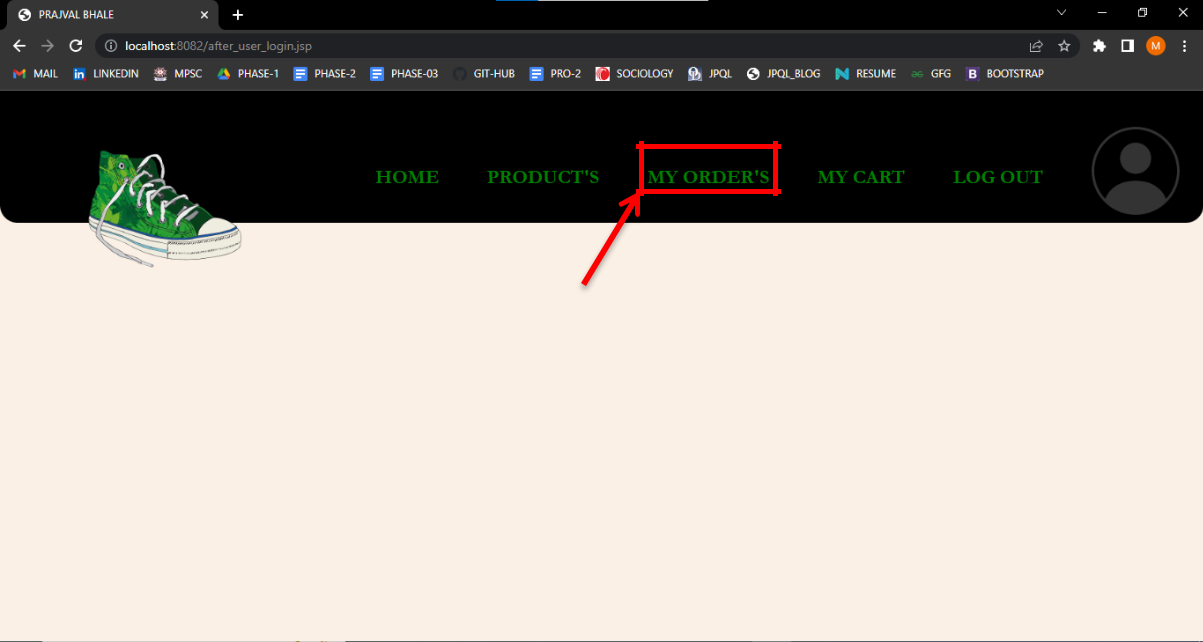 PRAJVAL BHALE
localhost:8082/after_user_login.jsp
M
MAIL LINKEDIN MPSC PHASE-1 PHASE-2 PHASE-03 GIT-HUB PRO-2 SOCIOLOGY JPQL JPQL_BLOG RESUME GFG B BOOTSTRAP
HOME PRODUCT'S MY ORDER'S MY CART LOG OUT